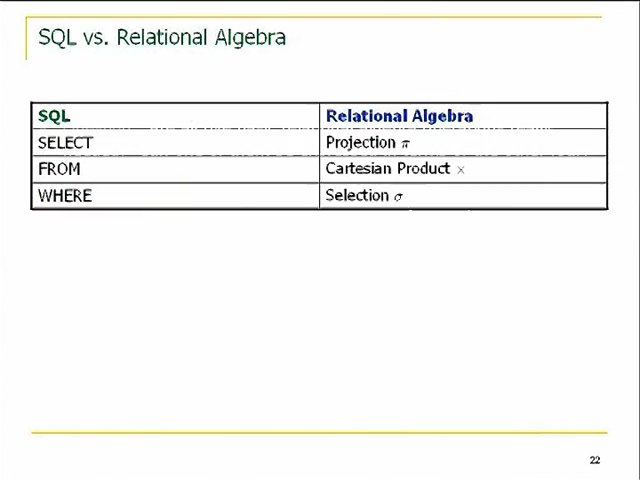 SQL vs. Relational Algebra
SQL Relational Algebra
SELECT Projection π
FROM Cartesian Product ×
WHERE Selection σ
22